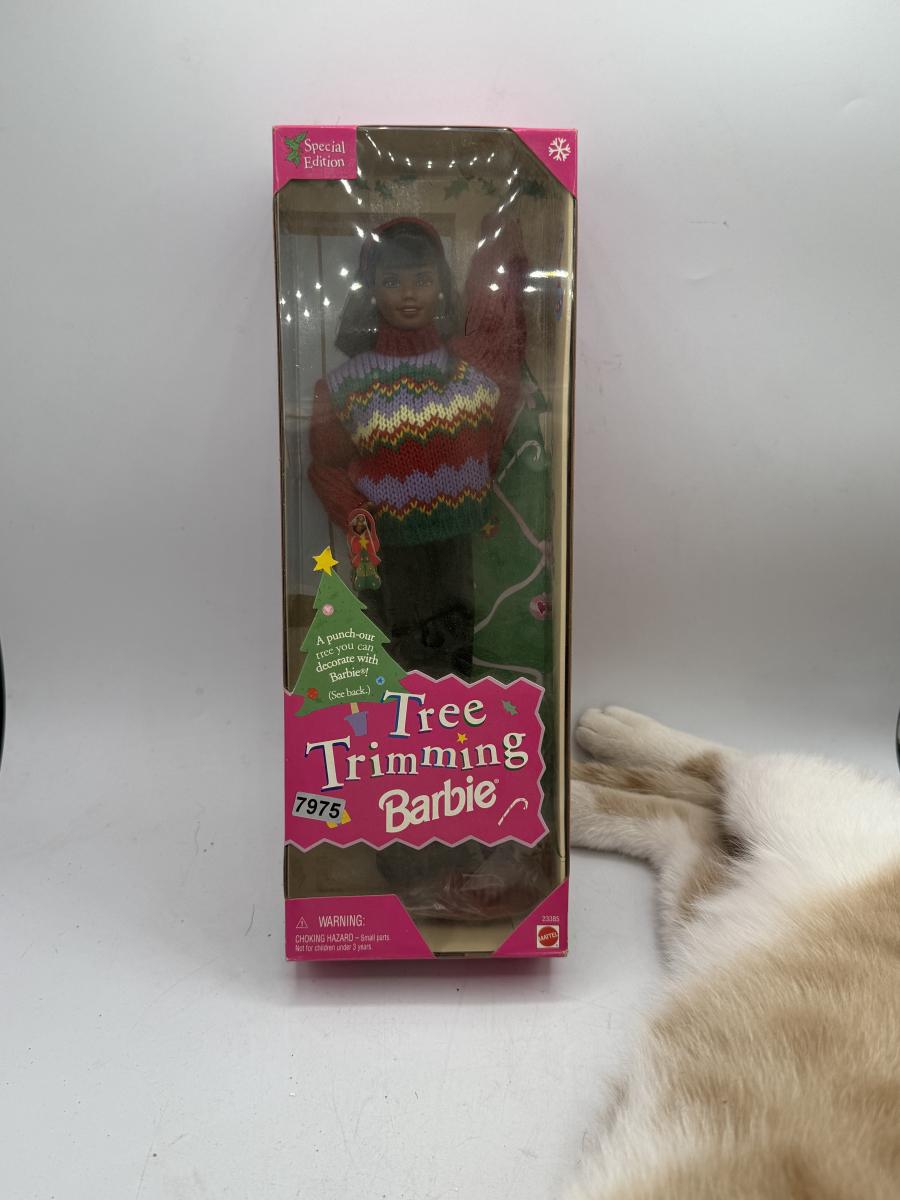 Special
Edition
A punch-out
tree you can
decorate with
Barbie®!
(See back.)
Tree
Trimming
Barbie®
7975
WARNING:
CHOKING HAZARD – Small parts.
Not for children under 3 years.
23385
MATTEL